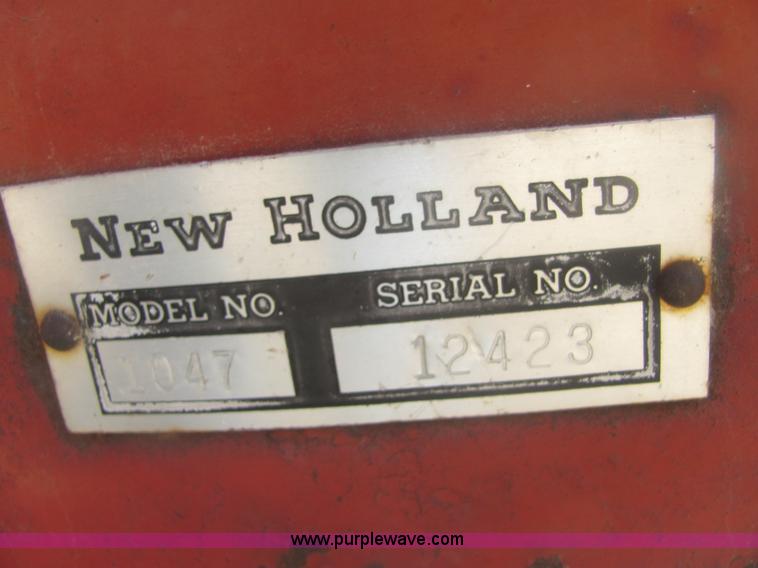 NEW HOLLAND
MODEL NO. SERIAL NO.
1047 12423
www.purplewave.com